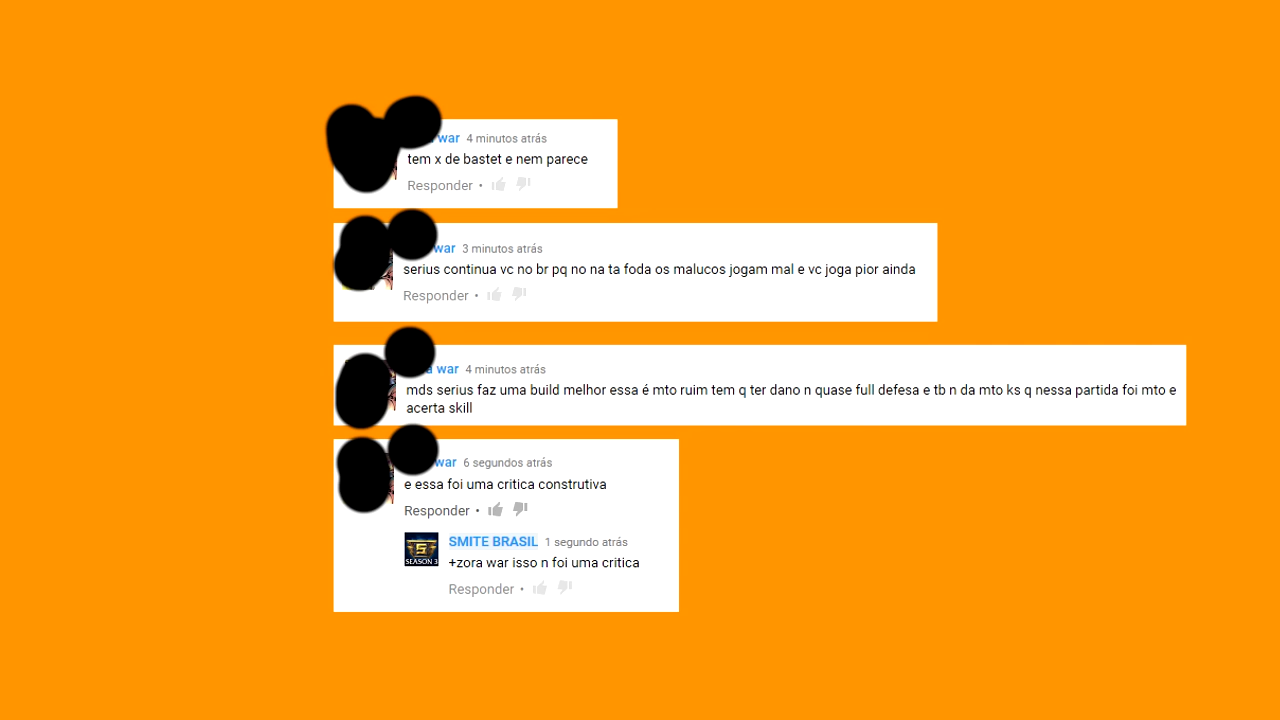 war 4 minutos atrás
tem x de bastet e nem parece
Responder •
war 3 minutos atrás
serius continua vc no br pq no na ta foda os malucos jogam mal e vc joga pior ainda
Responder •
a war 4 minutos atrás
mds serius faz uma build melhor essa é mto ruim tem q ter dano n quase full defesa e tb n da mto ks q nessa partida foi mto e
acerta skill
war 6 segundos atrás
e essa foi uma critica construtiva
Responder •
SMITE BRASIL 1 segundo atrás
SEASON 3
+zora war isso n foi uma critica
Responder •